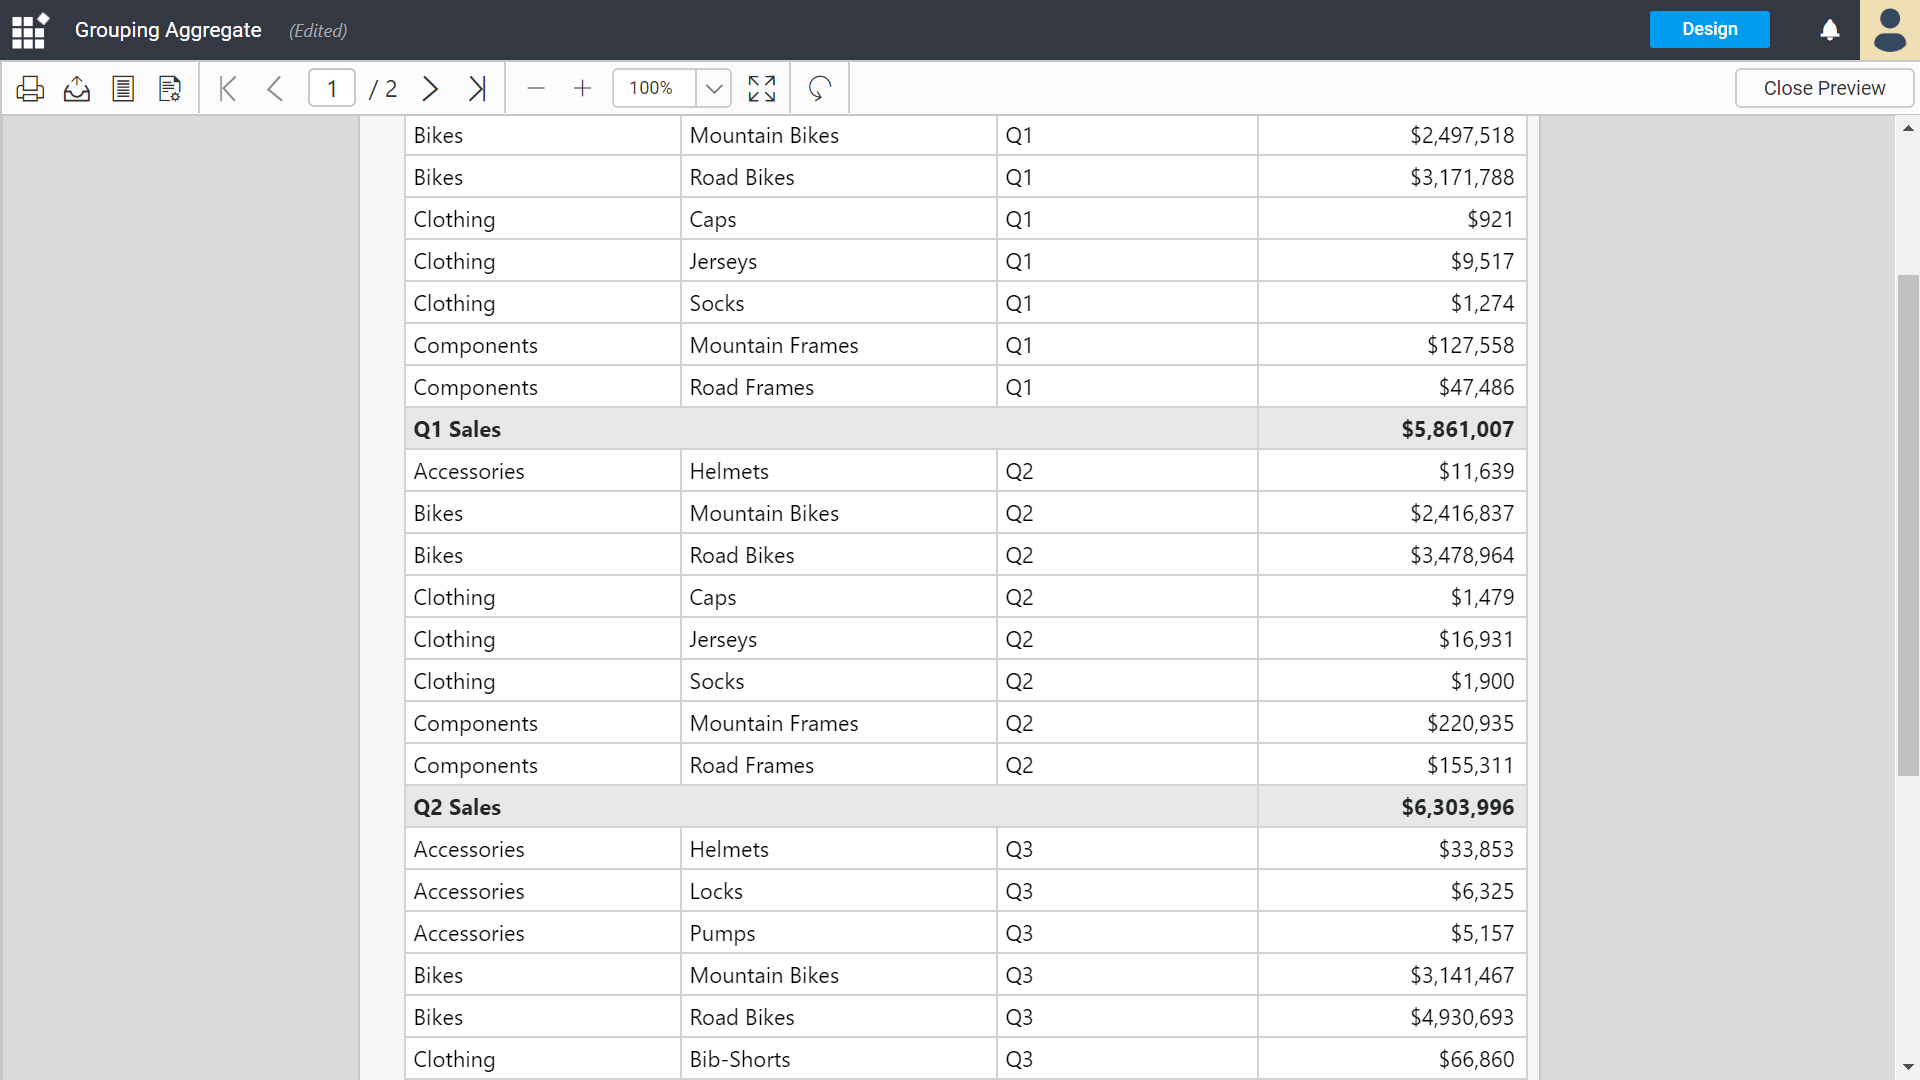 Grouping Aggregate (Edited) Design
1 / 2 100% Close Preview
Bikes Mountain Bikes Q1 $2,497,518
Bikes Road Bikes Q1 $3,171,788
Clothing Caps Q1 $921
Clothing Jerseys Q1 $9,517
Clothing Socks Q1 $1,274
Components Mountain Frames Q1 $127,558
Components Road Frames Q1 $47,486
Q1 Sales $5,861,007
Accessories Helmets Q2 $11,639
Bikes Mountain Bikes Q2 $2,416,837
Bikes Road Bikes Q2 $3,478,964
Clothing Caps Q2 $1,479
Clothing Jerseys Q2 $16,931
Clothing Socks Q2 $1,900
Components Mountain Frames Q2 $220,935
Components Road Frames Q2 $155,311
Q2 Sales $6,303,996
Accessories Helmets Q3 $33,853
Accessories Locks Q3 $6,325
Accessories Pumps Q3 $5,157
Bikes Mountain Bikes Q3 $3,141,467
Bikes Road Bikes Q3 $4,930,693
Clothing Bib-Shorts Q3 $66,860